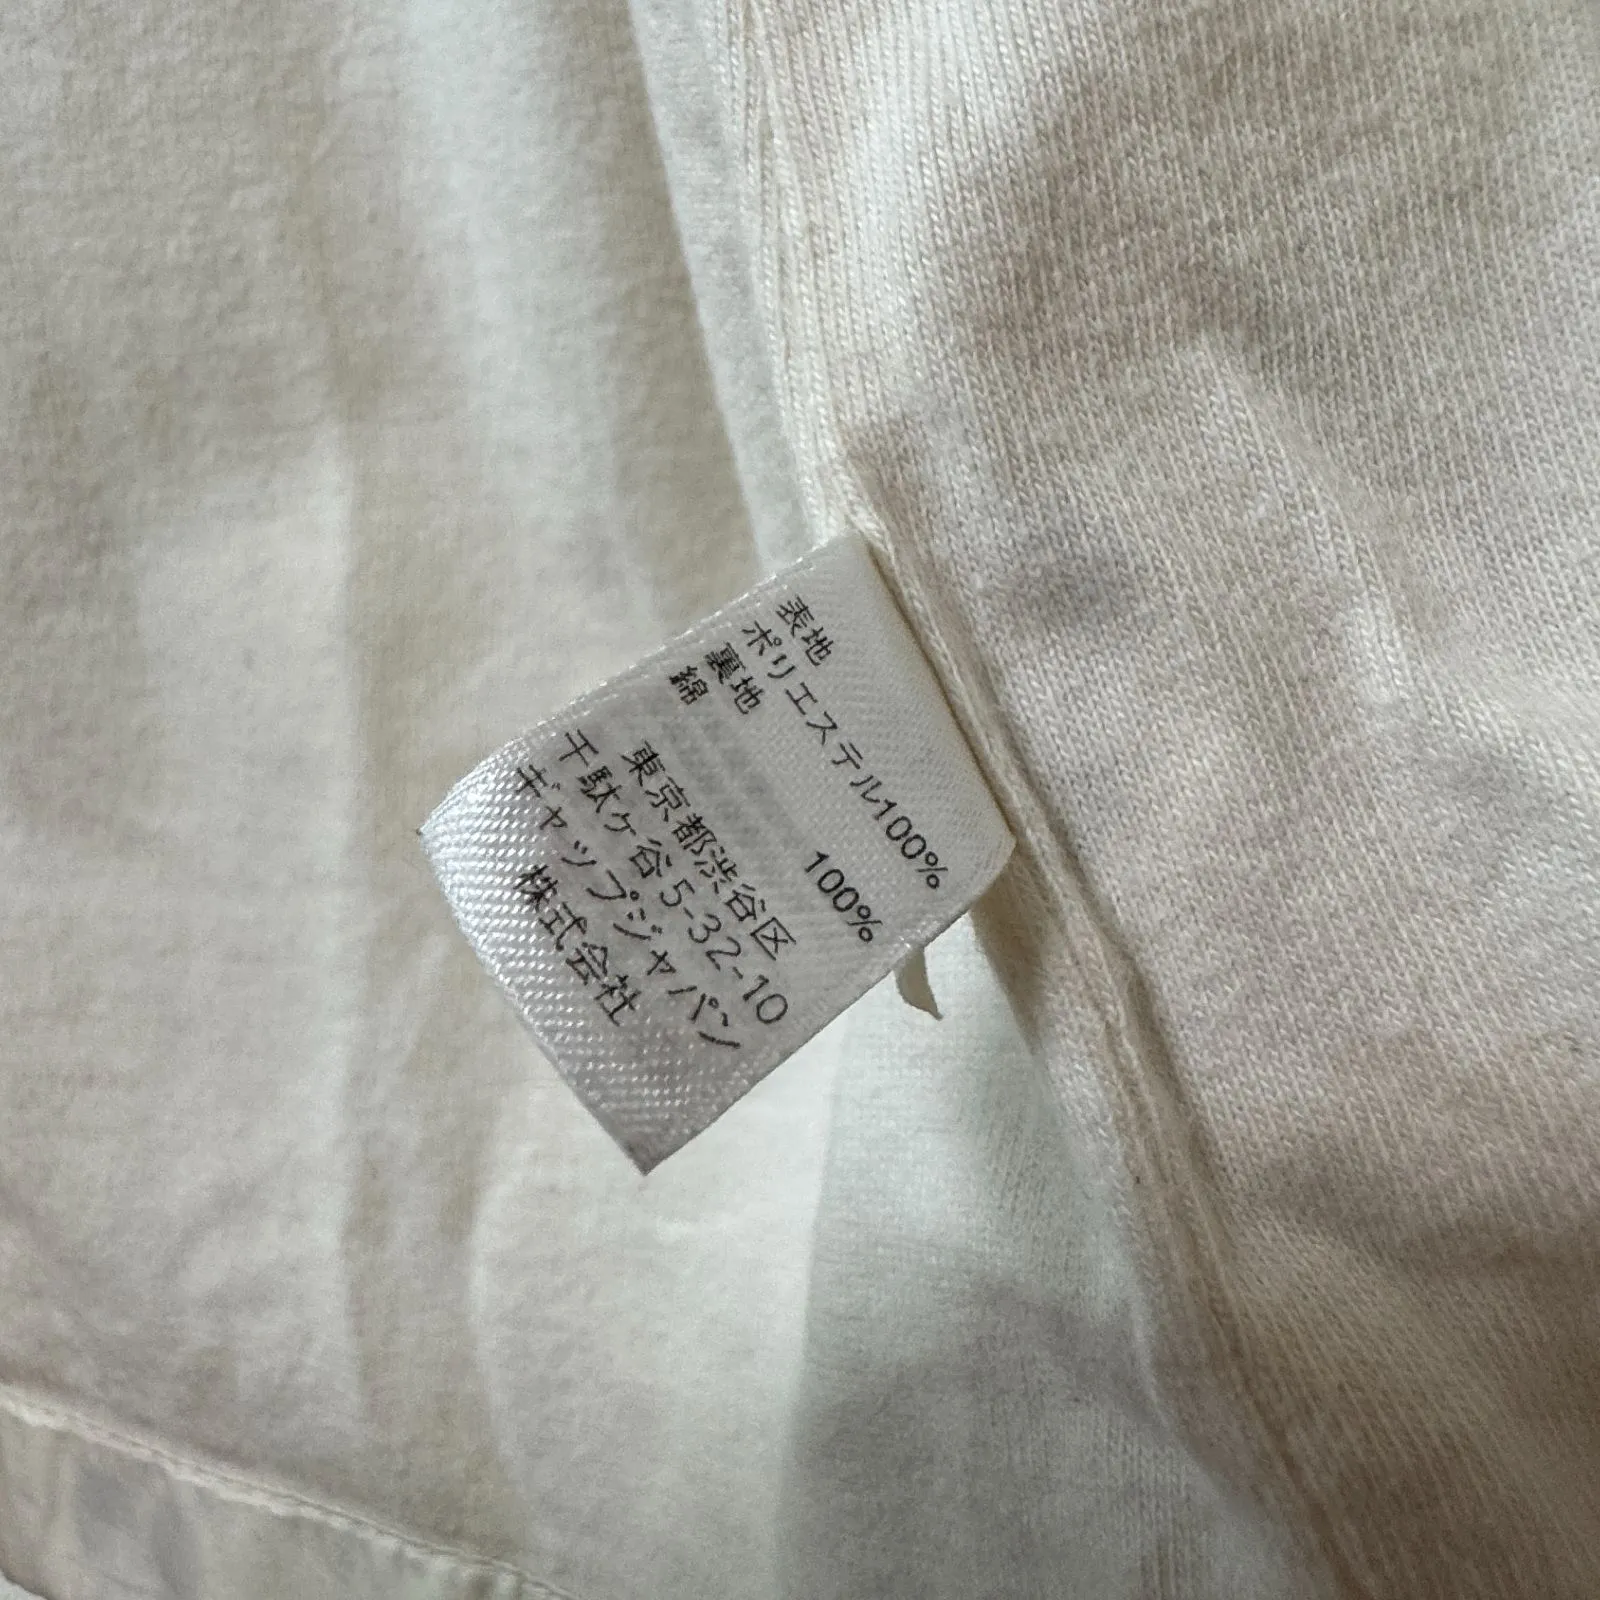 表地
ポリエステル100%
裏地
綿 100%
東京都渋谷区
千駄ヶ谷5-32-10
ギャップジャパン
株式会社